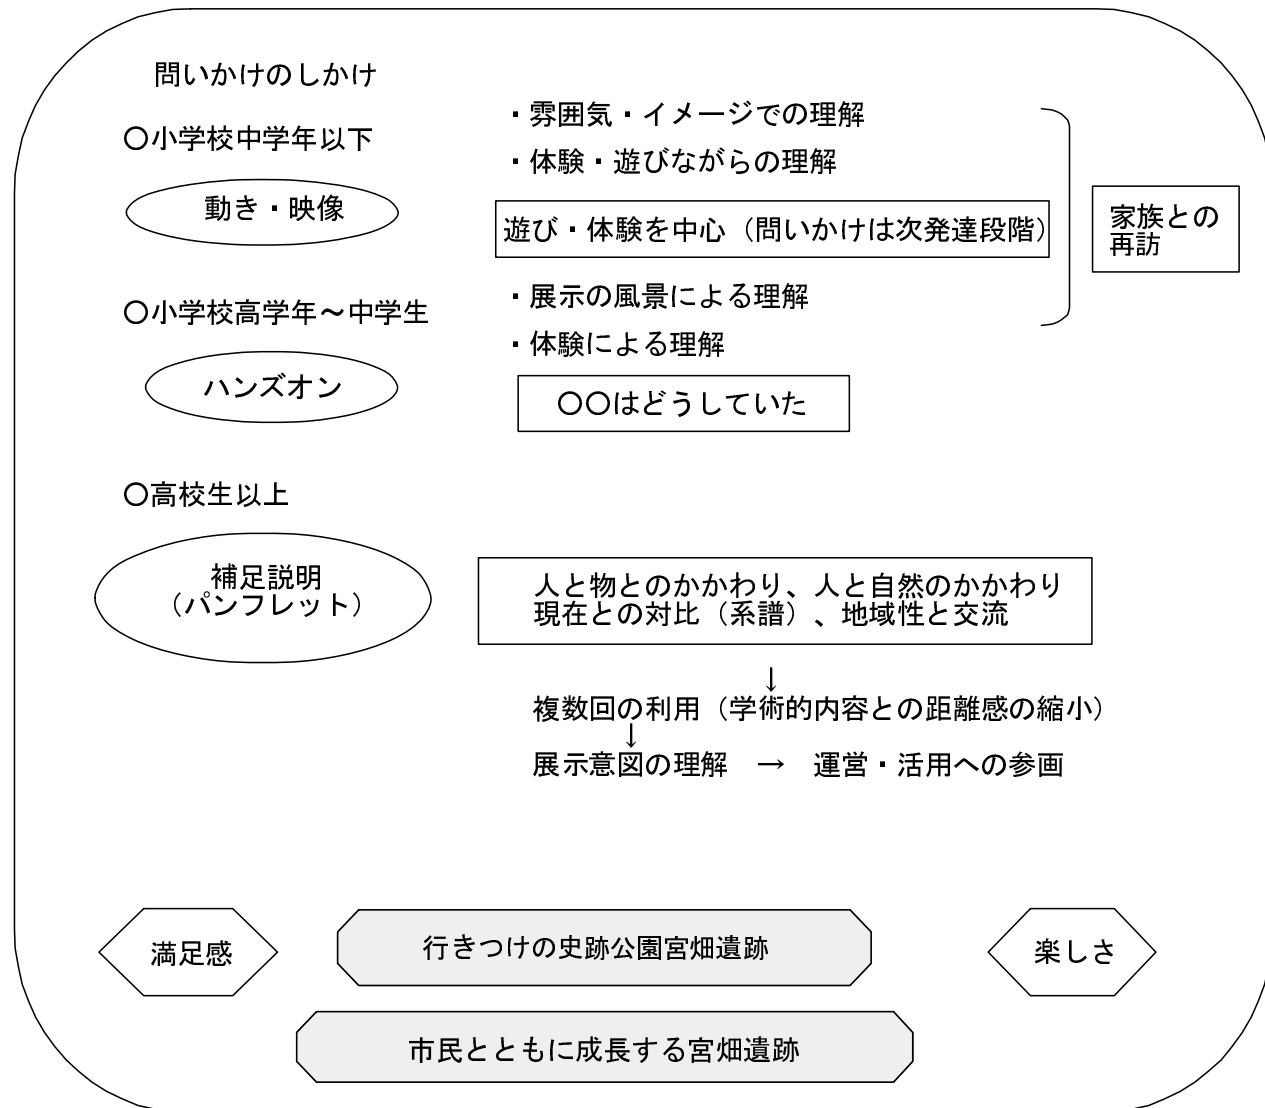 問いかけのしかけ
〇小学校中学年以下
動き・映像
・雰囲気・イメージでの理解
・体験・遊びながらの理解
遊び・体験を中心（問いかけは次発達段階）
家族との
再訪
〇小学校高学年～中学生
ハンズオン
・展示の風景による理解
・体験による理解
〇〇はどうしていた
〇高校生以上
補足説明
（パンフレット）
人と物とのかかわり、人と自然のかかわり
現在との対比（系譜）、地域性と交流
↓
複数回の利用（学術的内容との距離感の縮小）
↓
展示意図の理解　→　運営・活用への参画
満足感
行きつけの史跡公園宮畑遺跡
楽しさ
市民とともに成長する宮畑遺跡